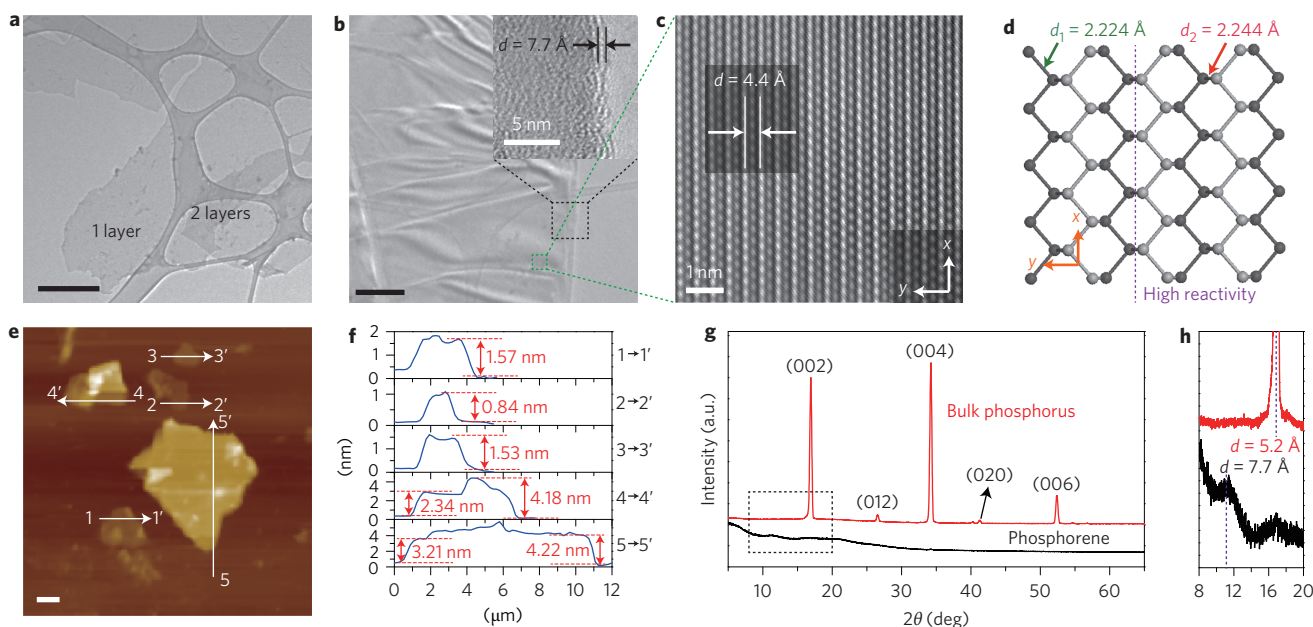 a
1 layer
2 layers
b
d = 7.7 Å
5 nm
c
d = 4.4 Å
1 nm
x
y
d
d1 = 2.224 Å
d2 = 2.244 Å
x
y
High reactivity
e
3
3′
4′
4
2
2′
5′
1
1′
5
f
2
1
0
1
0
1
0
4
2
0
4
2
0
(nm)
1.57 nm
0.84 nm
1.53 nm
2.34 nm
4.18 nm
3.21 nm
4.22 nm
1→1′
2→2′
3→3′
4→4′
5→5′
0 2 4 6 8 10 12
(μm)
g
Intensity (a.u.)
(002)
(004)
Bulk phosphorus
(012)
(020)
(006)
Phosphorene
10 20 30 40 50 60
2θ (deg)
h
d = 5.2 Å
d = 7.7 Å
8 12 16 20